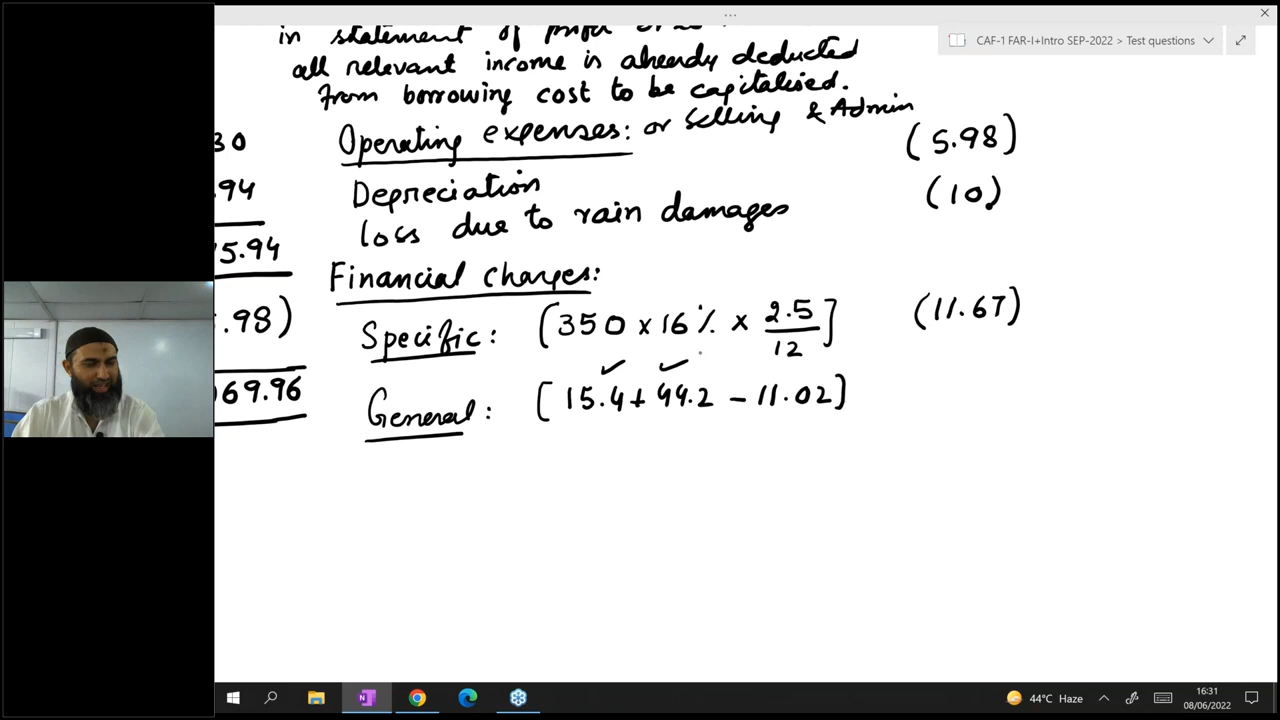 CAF-1 FAR-I+Intro SEP-2022 > Test questions
in statement of
all relevant income is already deducted
from borrowing cost to be capitalised.
30 Operating expenses: or selling & Admin (5.98)
.94 Depreciation (10)
loss due to rain damages
5.94
Financial charges:
.98) Specific: [350 x 16% x 2.5/12] (11.67)
69.96 General: [15.4 + 44.2 - 11.02]
44°C Haze
16:31
08/06/2022